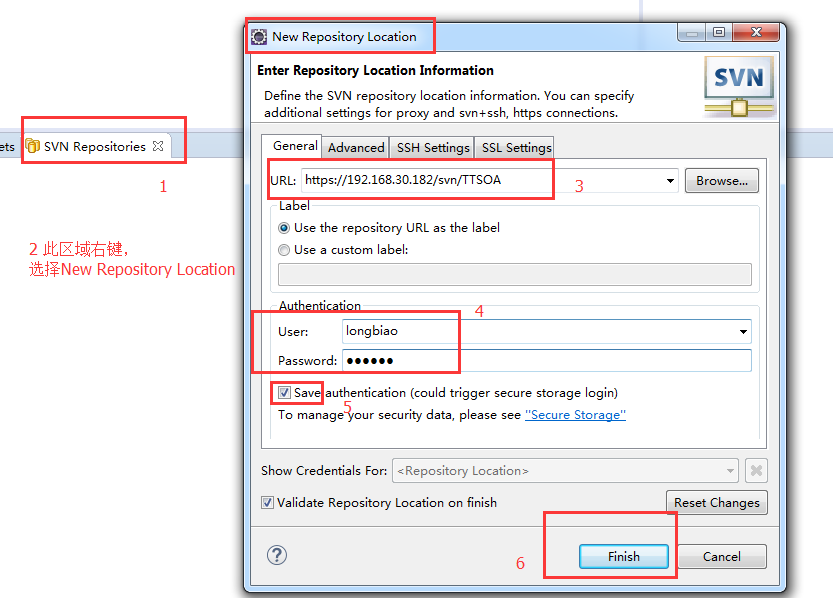 New Repository Location
Enter Repository Location Information
Define the SVN repository location information. You can specify
additional settings for proxy and svn+ssh, https connections.
SVN
ets
SVN Repositories
1
2 此区域右键，
选择New Repository Location
General
Advanced
SSH Settings
SSL Settings
URL:
https://192.168.30.182/svn/TTSOA
3
Browse...
Label
Use the repository URL as the label
Use a custom label:
Authentication
4
User:
longbiao
Password:
●●●●●●
Save authentication (could trigger secure storage login)
5
To manage your security data, please see "Secure Storage"
Show Credentials For:
<Repository Location>
Validate Repository Location on finish
Reset Changes
6
?
Finish
Cancel